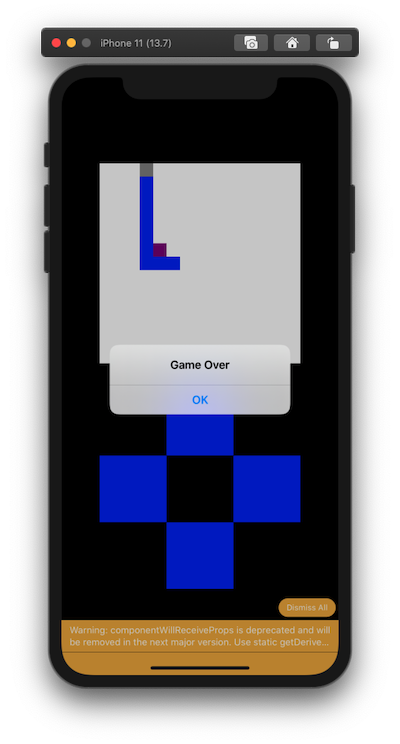 iPhone 11 (13.7)
Game Over
OK
Dismiss All
Warning: componentWillReceiveProps is deprecated and will
be removed in the next major version. Use static getDerive...